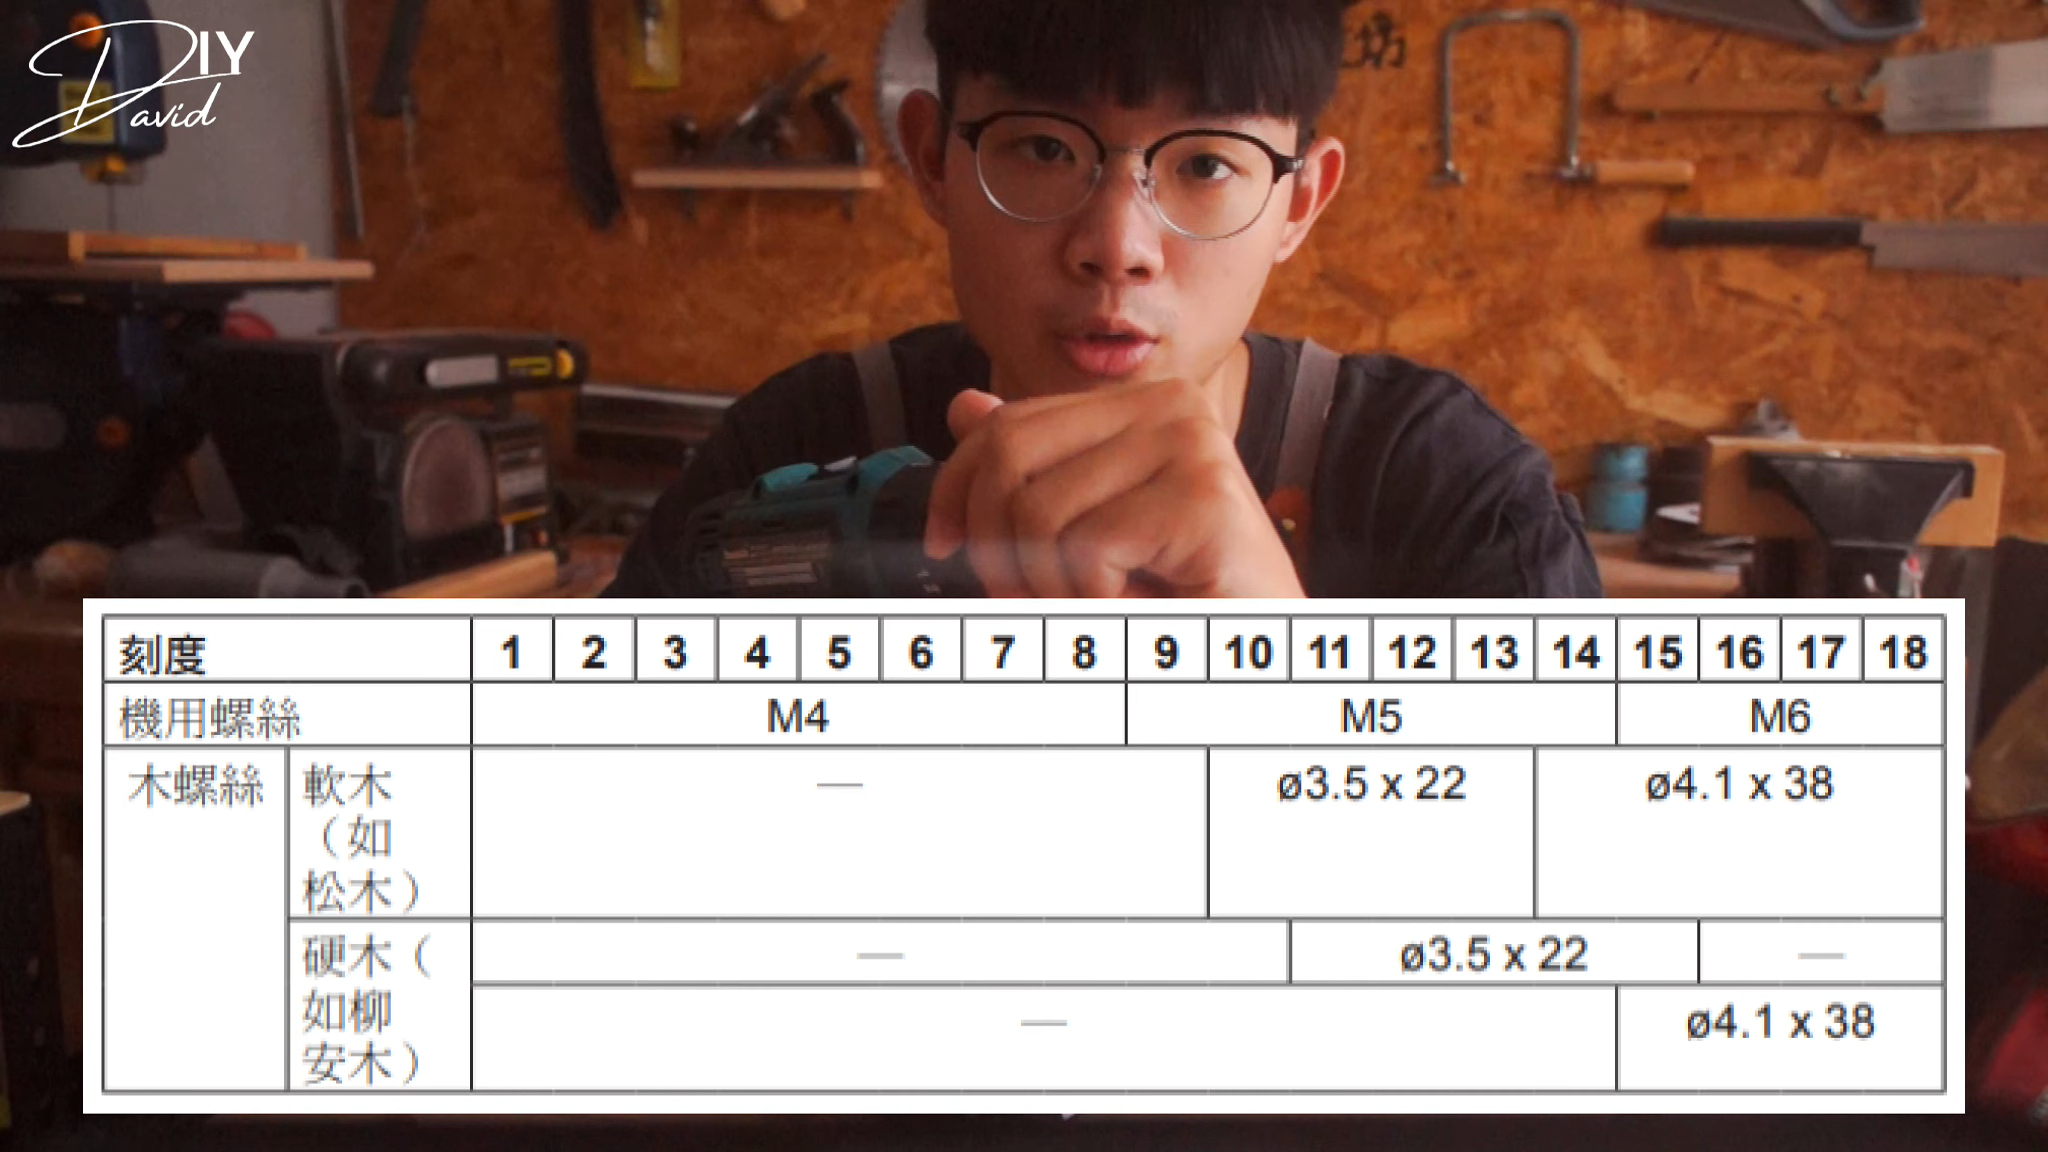 DIY
David
坊
刻度 1 2 3 4 5 6 7 8 9 10 11 12 13 14 15 16 17 18
機用螺絲 M4 M5 M6
木螺絲 軟木 — ø3.5 x 22 ø4.1 x 38
（如
松木）
硬木（ — ø3.5 x 22 —
如柳 — ø4.1 x 38
安木）